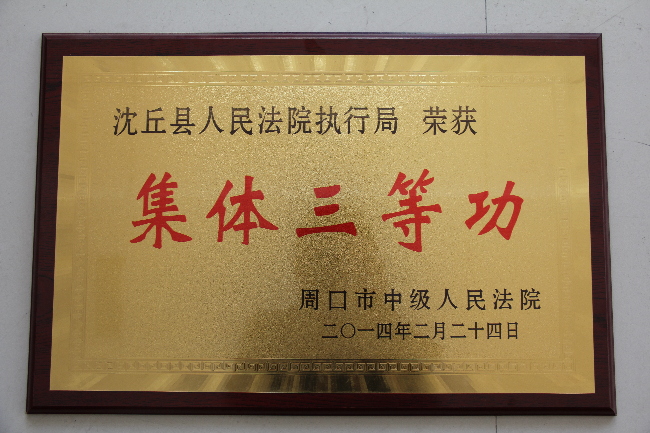 沈丘县人民法院执行局 荣获
集体三等功
周口市中级人民法院
二〇一四年二月二十四日